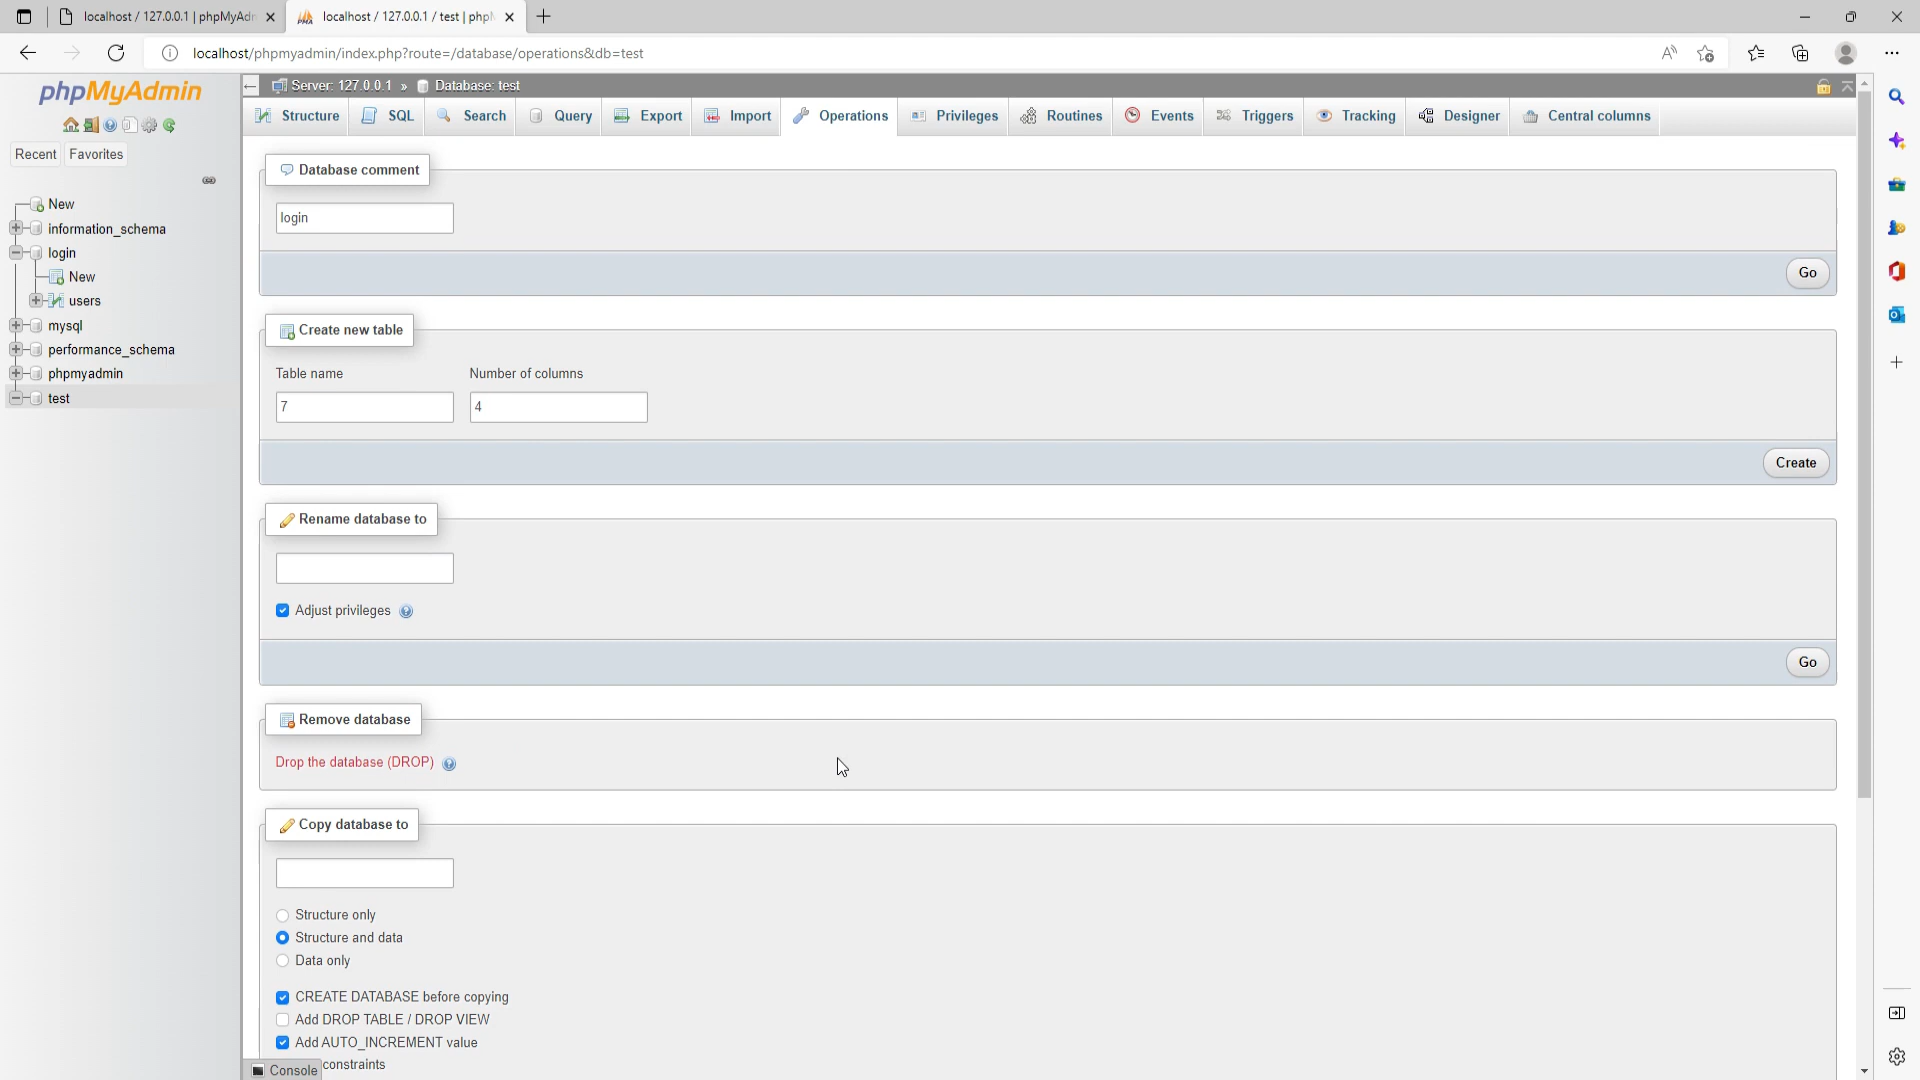 localhost / 127.0.0.1 | phpMyAdn
localhost / 127.0.0.1 / test | phpM
localhost/phpmyadmin/index.php?route=/database/operations&db=test
phpMyAdmin
Recent
Favorites
New
information_schema
login
New
users
mysql
performance_schema
phpmyadmin
test
Server: 127.0.0.1 » Database: test
Structure
SQL
Search
Query
Export
Import
Operations
Privileges
Routines
Events
Triggers
Tracking
Designer
Central columns
Database comment
login
Go
Create new table
Table name
Number of columns
7
4
Create
Rename database to
Adjust privileges
Go
Remove database
Drop the database (DROP)
Copy database to
Structure only
Structure and data
Data only
CREATE DATABASE before copying
Add DROP TABLE / DROP VIEW
Add AUTO_INCREMENT value
constraints
Console